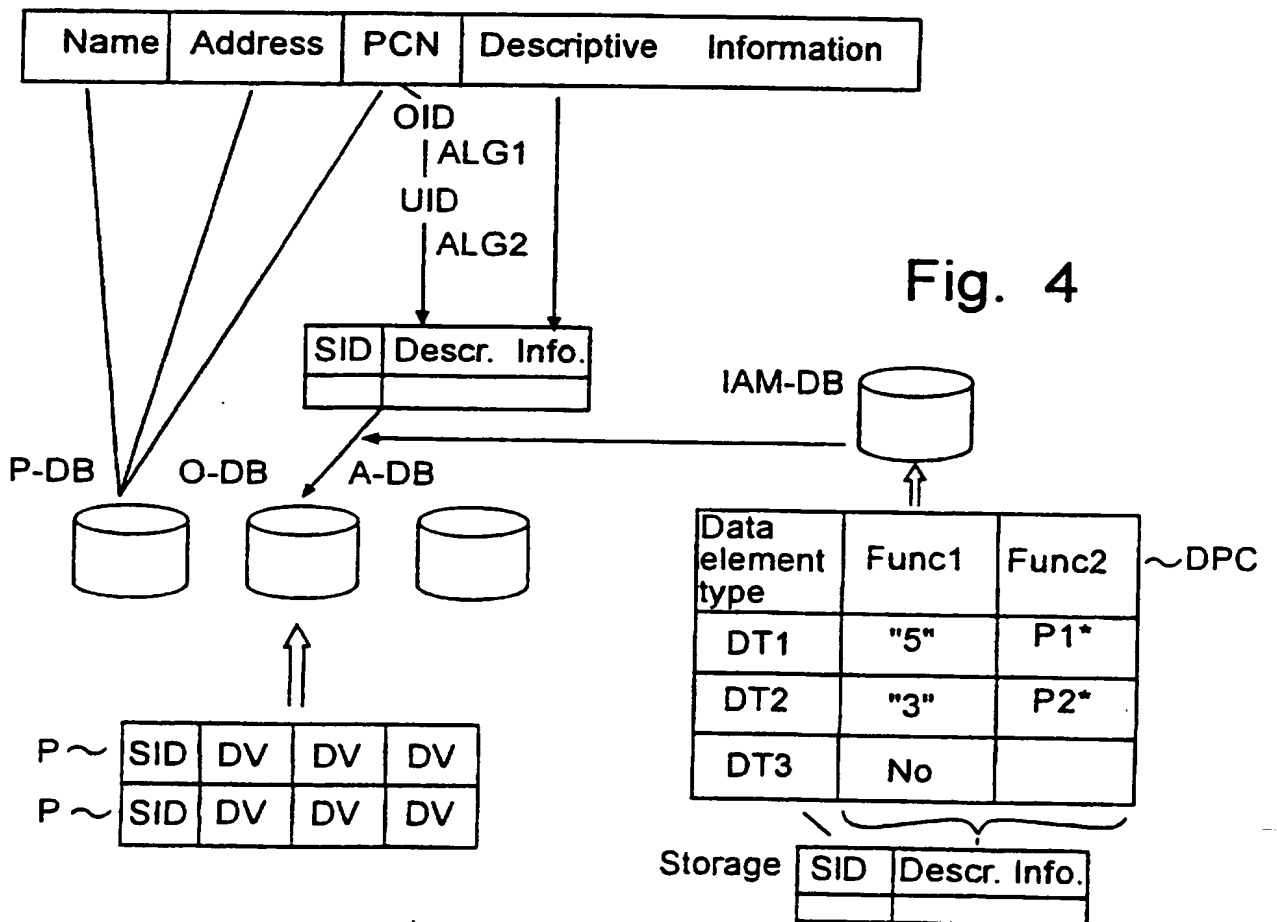 Name Address PCN Descriptive Information
OID
ALG1
UID
ALG2
Fig. 4
SID Descr. Info.
IAM-DB
P-DB O-DB A-DB
Data element type Func1 Func2 ~DPC
DT1 "5" P1*
DT2 "3" P2*
DT3 No
P~ SID DV DV DV
P~ SID DV DV DV
Storage SID Descr. Info.